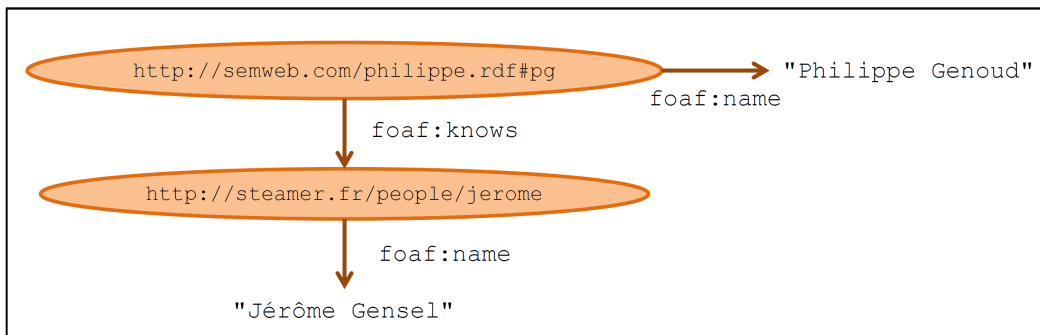 http://semweb.com/philippe.rdf#pg
"Philippe Genoud"
foaf:name
foaf:knows
http://steamer.fr/people/jerome
foaf:name
"Jérôme Gensel"